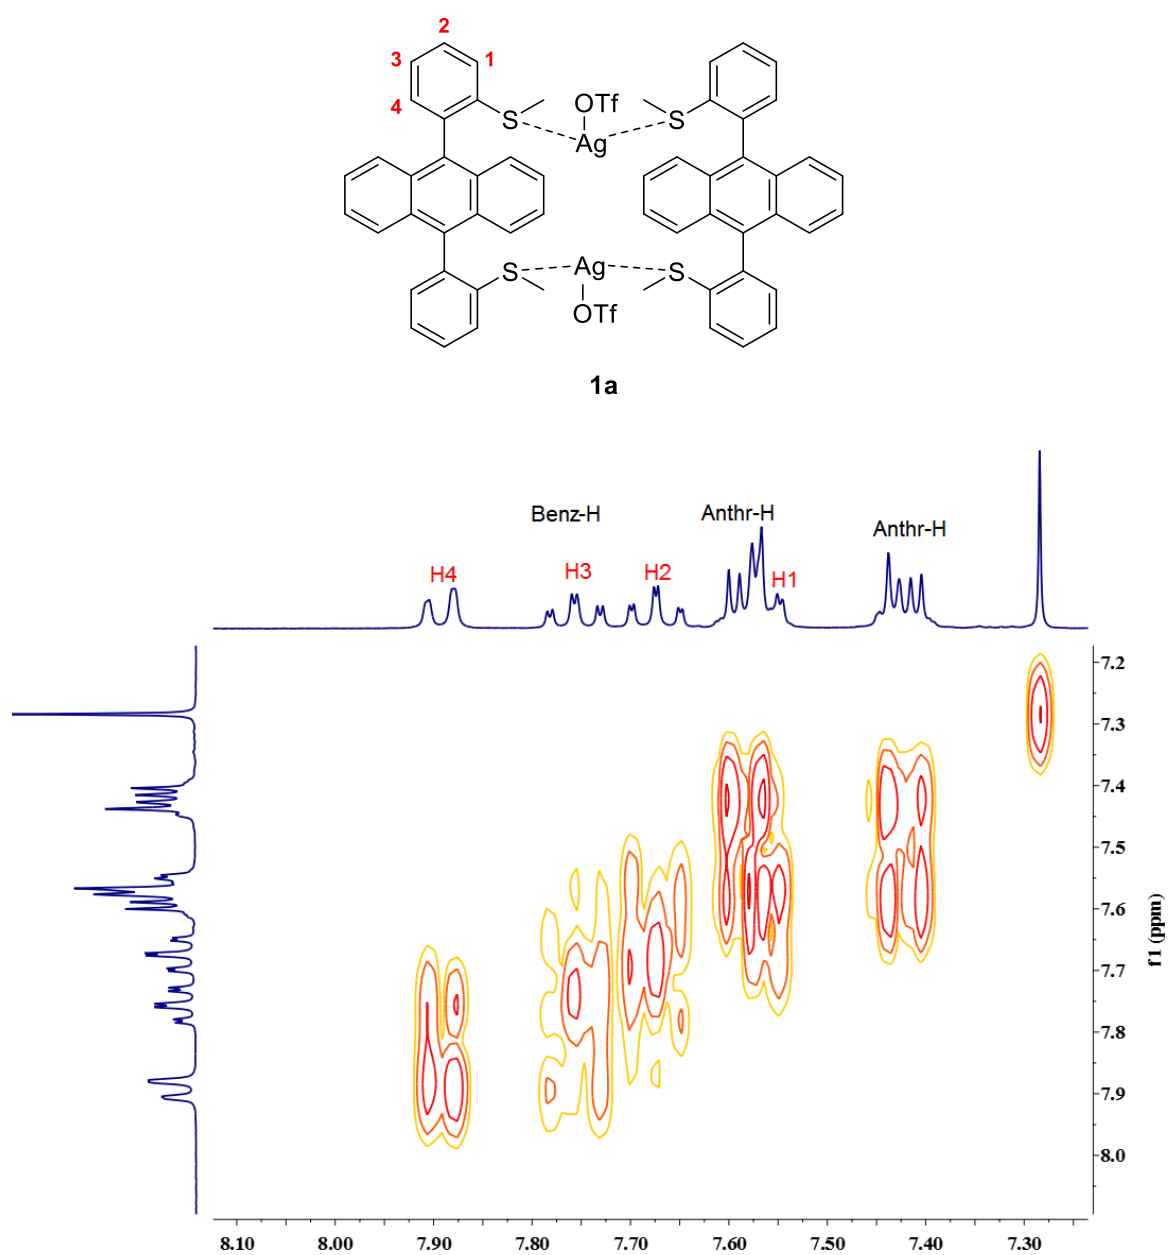 2
3
1
4
S
OTf
Ag
S
S
Ag
OTf
S
1a
Benz-H
Anthr-H
Anthr-H
H4
H3
H2
H1
7.2
7.3
7.4
7.5
7.6
7.7
7.8
7.9
8.0
f1 (ppm)
8.10 8.00 7.90 7.80 7.70 7.60 7.50 7.40 7.30